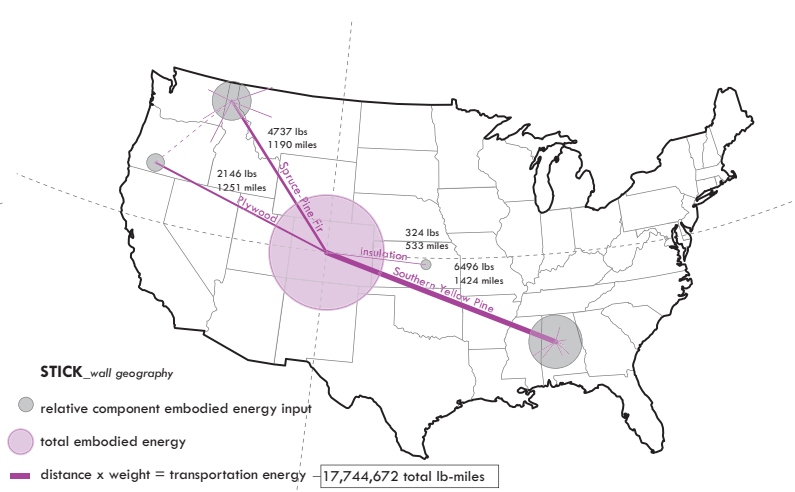 4737 lbs
1190 miles
Spruce-Pine-Fir
2146 lbs
1251 miles
Plywood
324 lbs
533 miles
insulation
6496 lbs
1424 miles
Southern Yellow Pine
STICK_wall geography
relative component embodied energy input
total embodied energy
distance x weight = transportation energy
17,744,672 total lb-miles